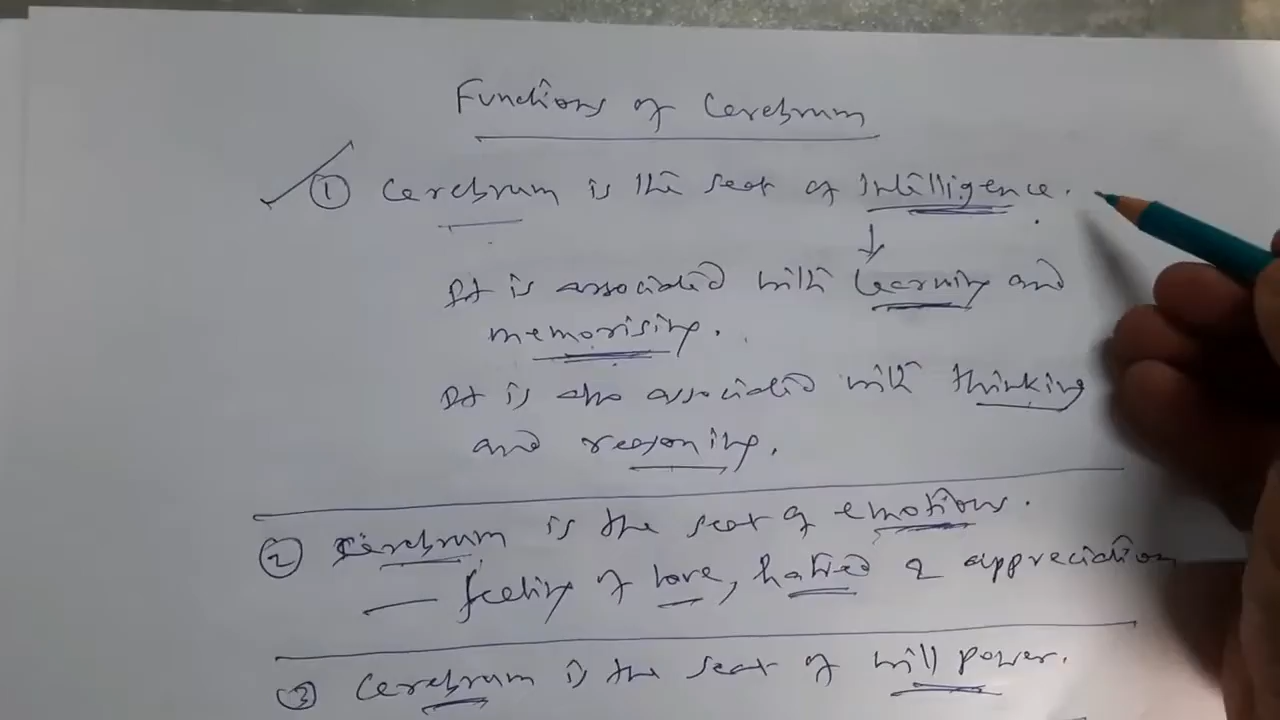 Functions of Cerebrum
① Cerebrum is the seat of Intelligence.
It is associated with learning and
memorising.
It is also associated with thinking
and reasoning.
② Cerebrum is the seat of emotions.
— feeling of love, hatred & appreciation
③ Cerebrum is the seat of will power.